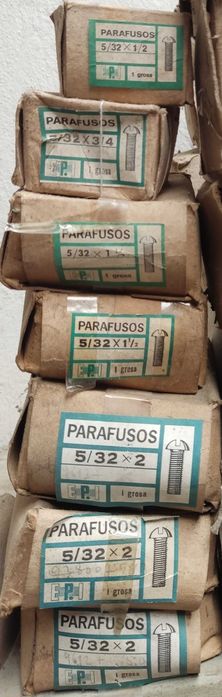 PARAFUSOS
5/32 × 1/2
1 grosa
PARAFUSOS
5/32 × 3/4
1 grosa
PARAFUSOS
5/32 × 1
1 grosa
PARAFUSOS
5/32 × 1 1/2
1 grosa
PARAFUSOS
5/32 × 2
1 grosa
PARAFUSOS
5/32 × 2
1 grosa
PARAFUSOS
5/32 × 2